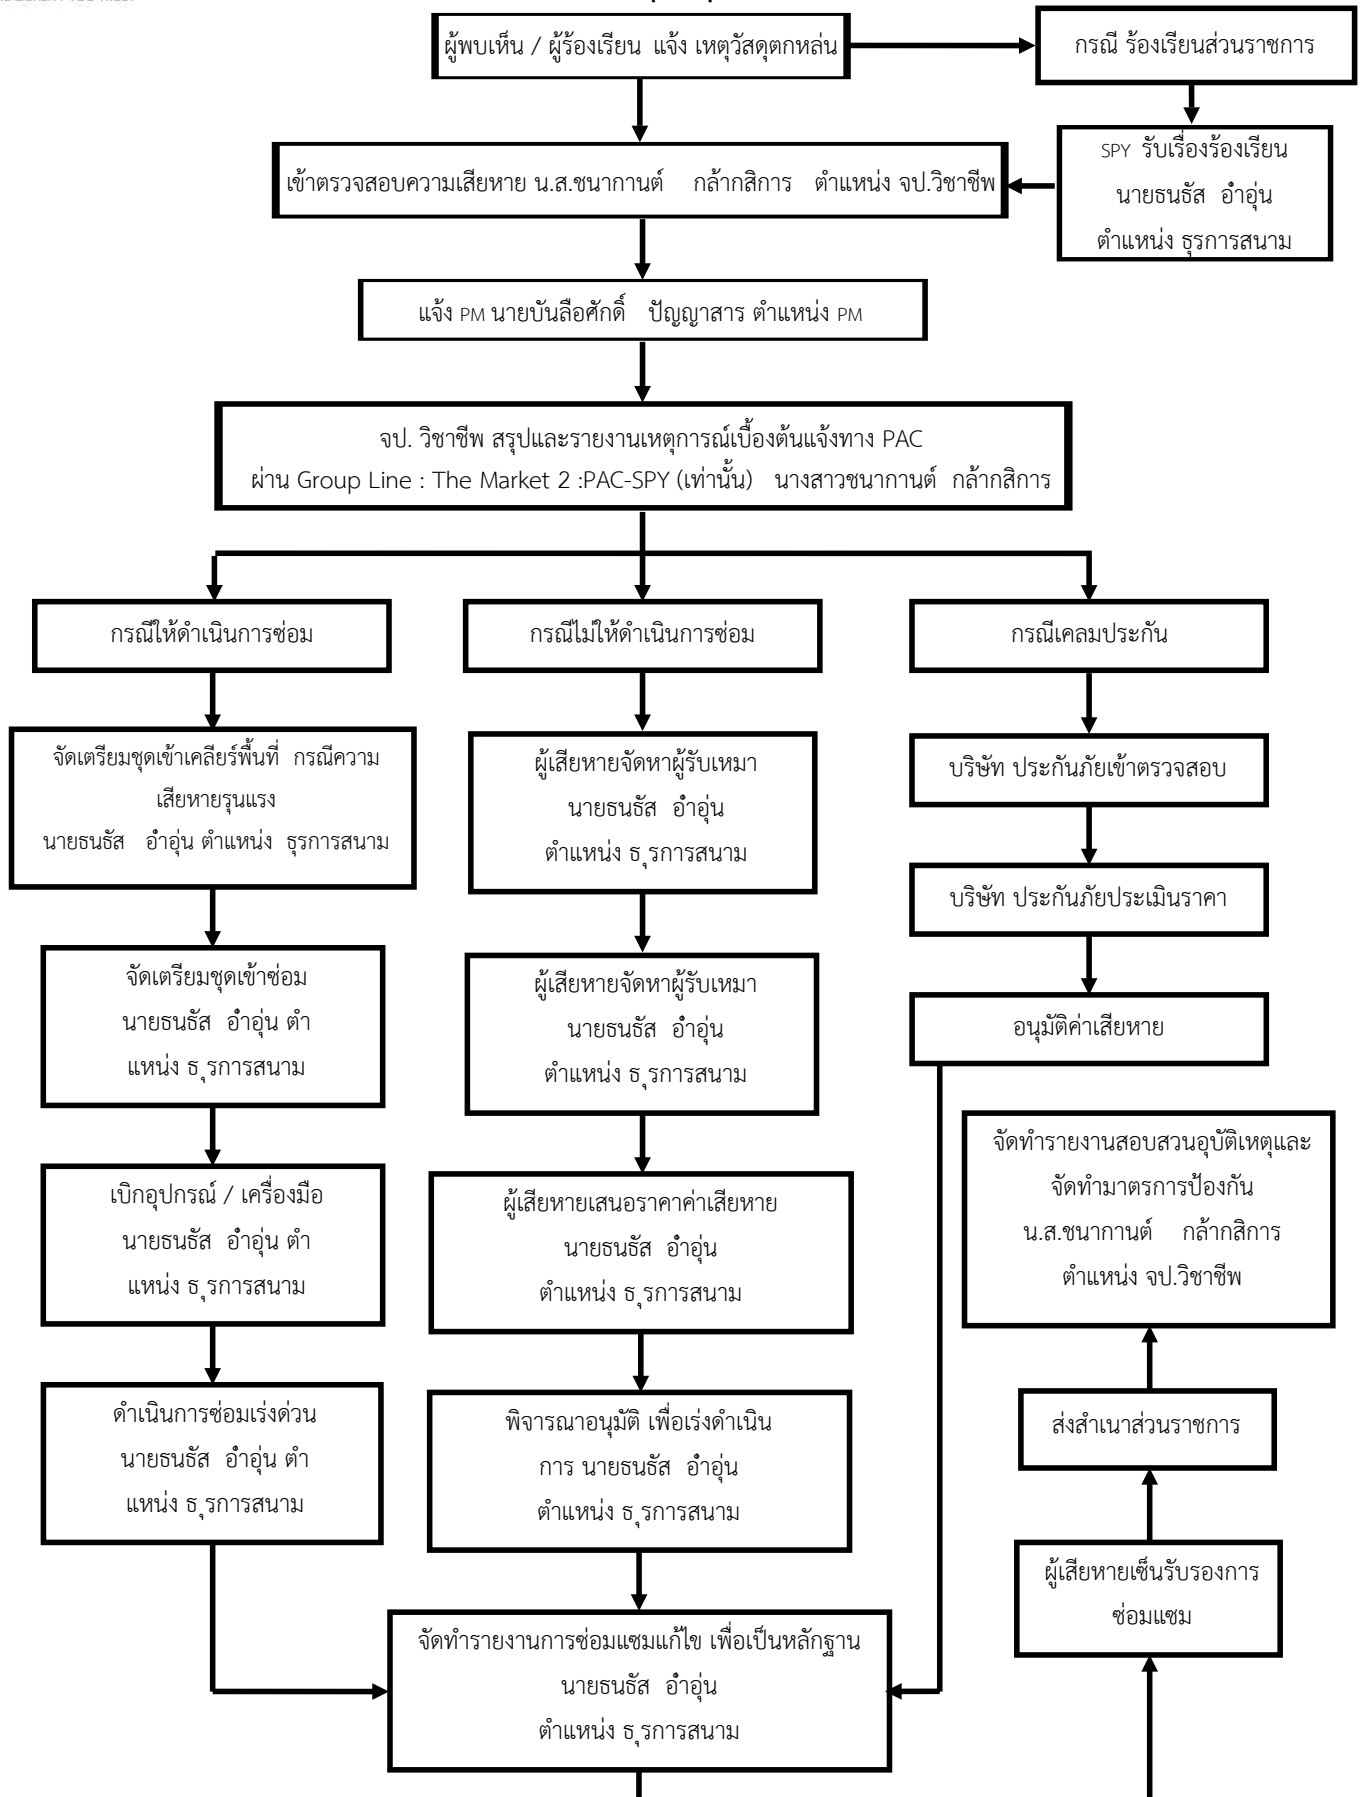 ผู้พบเห็น / ผู้ร้องเรียน แจ้ง เหตุวัสดุตกหล่น
กรณี ร้องเรียนส่วนราชการ
SPY รับเรื่องร้องเรียน
นายธนธัส อ่ำอุ่น
ตำแหน่ง ธุรการสนาม
เข้าตรวจสอบความเสียหาย น.ส.ชนากานต์ กล้ากสิการ ตำแหน่ง จป.วิชาชีพ
แจ้ง PM นายบันลือศักดิ์ ปัญญาสาร ตำแหน่ง PM
จป. วิชาชีพ สรุปและรายงานเหตุการณ์เบื้องต้นแจ้งทาง PAC
ผ่าน Group Line : The Market 2 :PAC-SPY (เท่านั้น) นางสาวชนากานต์ กล้ากสิการ
กรณีให้ดำเนินการซ่อม
จัดเตรียมชุดเข้าเคลียร์พื้นที่ กรณีความ
เสียหายรุนแรง
นายธนธัส อ่ำอุ่น ตำแหน่ง ธุรการสนาม
จัดเตรียมชุดเข้าซ่อม
นายธนธัส อ่ำอุ่น ตำ
แหน่ง ธ ุรการสนาม
เบิกอุปกรณ์ / เครื่องมือ
นายธนธัส อ่ำอุ่น ตำ
แหน่ง ธ ุรการสนาม
ดำเนินการซ่อมเร่งด่วน
นายธนธัส อ่ำอุ่น ตำ
แหน่ง ธ ุรการสนาม
กรณีไม่ให้ดำเนินการซ่อม
ผู้เสียหายจัดหาผู้รับเหมา
นายธนธัส อ่ำอุ่น
ตำแหน่ง ธ ุรการสนาม
ผู้เสียหายจัดหาผู้รับเหมา
นายธนธัส อ่ำอุ่น
ตำแหน่ง ธ ุรการสนาม
ผู้เสียหายเสนอราคาค่าเสียหาย
นายธนธัส อ่ำอุ่น
ตำแหน่ง ธ ุรการสนาม
พิจารณาอนุมัติ เพื่อเร่งดำเนิน
การ นายธนธัส อ่ำอุ่น
ตำแหน่ง ธ ุรการสนาม
กรณีเคลมประกัน
บริษัท ประกันภัยเข้าตรวจสอบ
บริษัท ประกันภัยประเมินราคา
อนุมัติค่าเสียหาย
จัดทำรายงานการซ่อมแซมแก้ไข เพื่อเป็นหลักฐาน
นายธนธัส อ่ำอุ่น
ตำแหน่ง ธ ุรการสนาม
ผู้เสียหายเซ็นรับรองการ
ซ่อมแซม
ส่งสำเนาส่วนราชการ
จัดทำรายงานสอบสวนอุบัติเหตุและ
จัดทำมาตรการป้องกัน
น.ส.ชนากานต์ กล้ากสิการ
ตำแหน่ง จป.วิชาชีพ